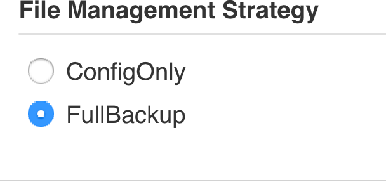 File Management Strategy
ConfigOnly
FullBackup